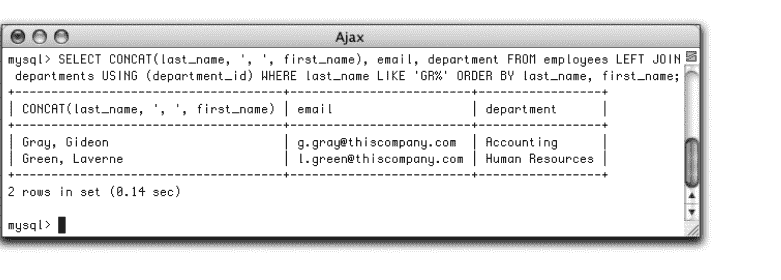 Ajax
mysql> SELECT CONCAT(last_name, ', ', first_name), email, department FROM employees LEFT JOIN
departments USING (department_id) WHERE last_name LIKE 'GR%' ORDER BY last_name, first_name;
+-------------------------------------+-------------------------+-----------------+
| CONCAT(last_name, ', ', first_name) | email                   | department      |
+-------------------------------------+-------------------------+-----------------+
| Gray, Gideon                        | g.gray@thiscompany.com  | Accounting      |
| Green, Laverne                      | l.green@thiscompany.com | Human Resources |
+-------------------------------------+-------------------------+-----------------+
2 rows in set (0.14 sec)
mysql>